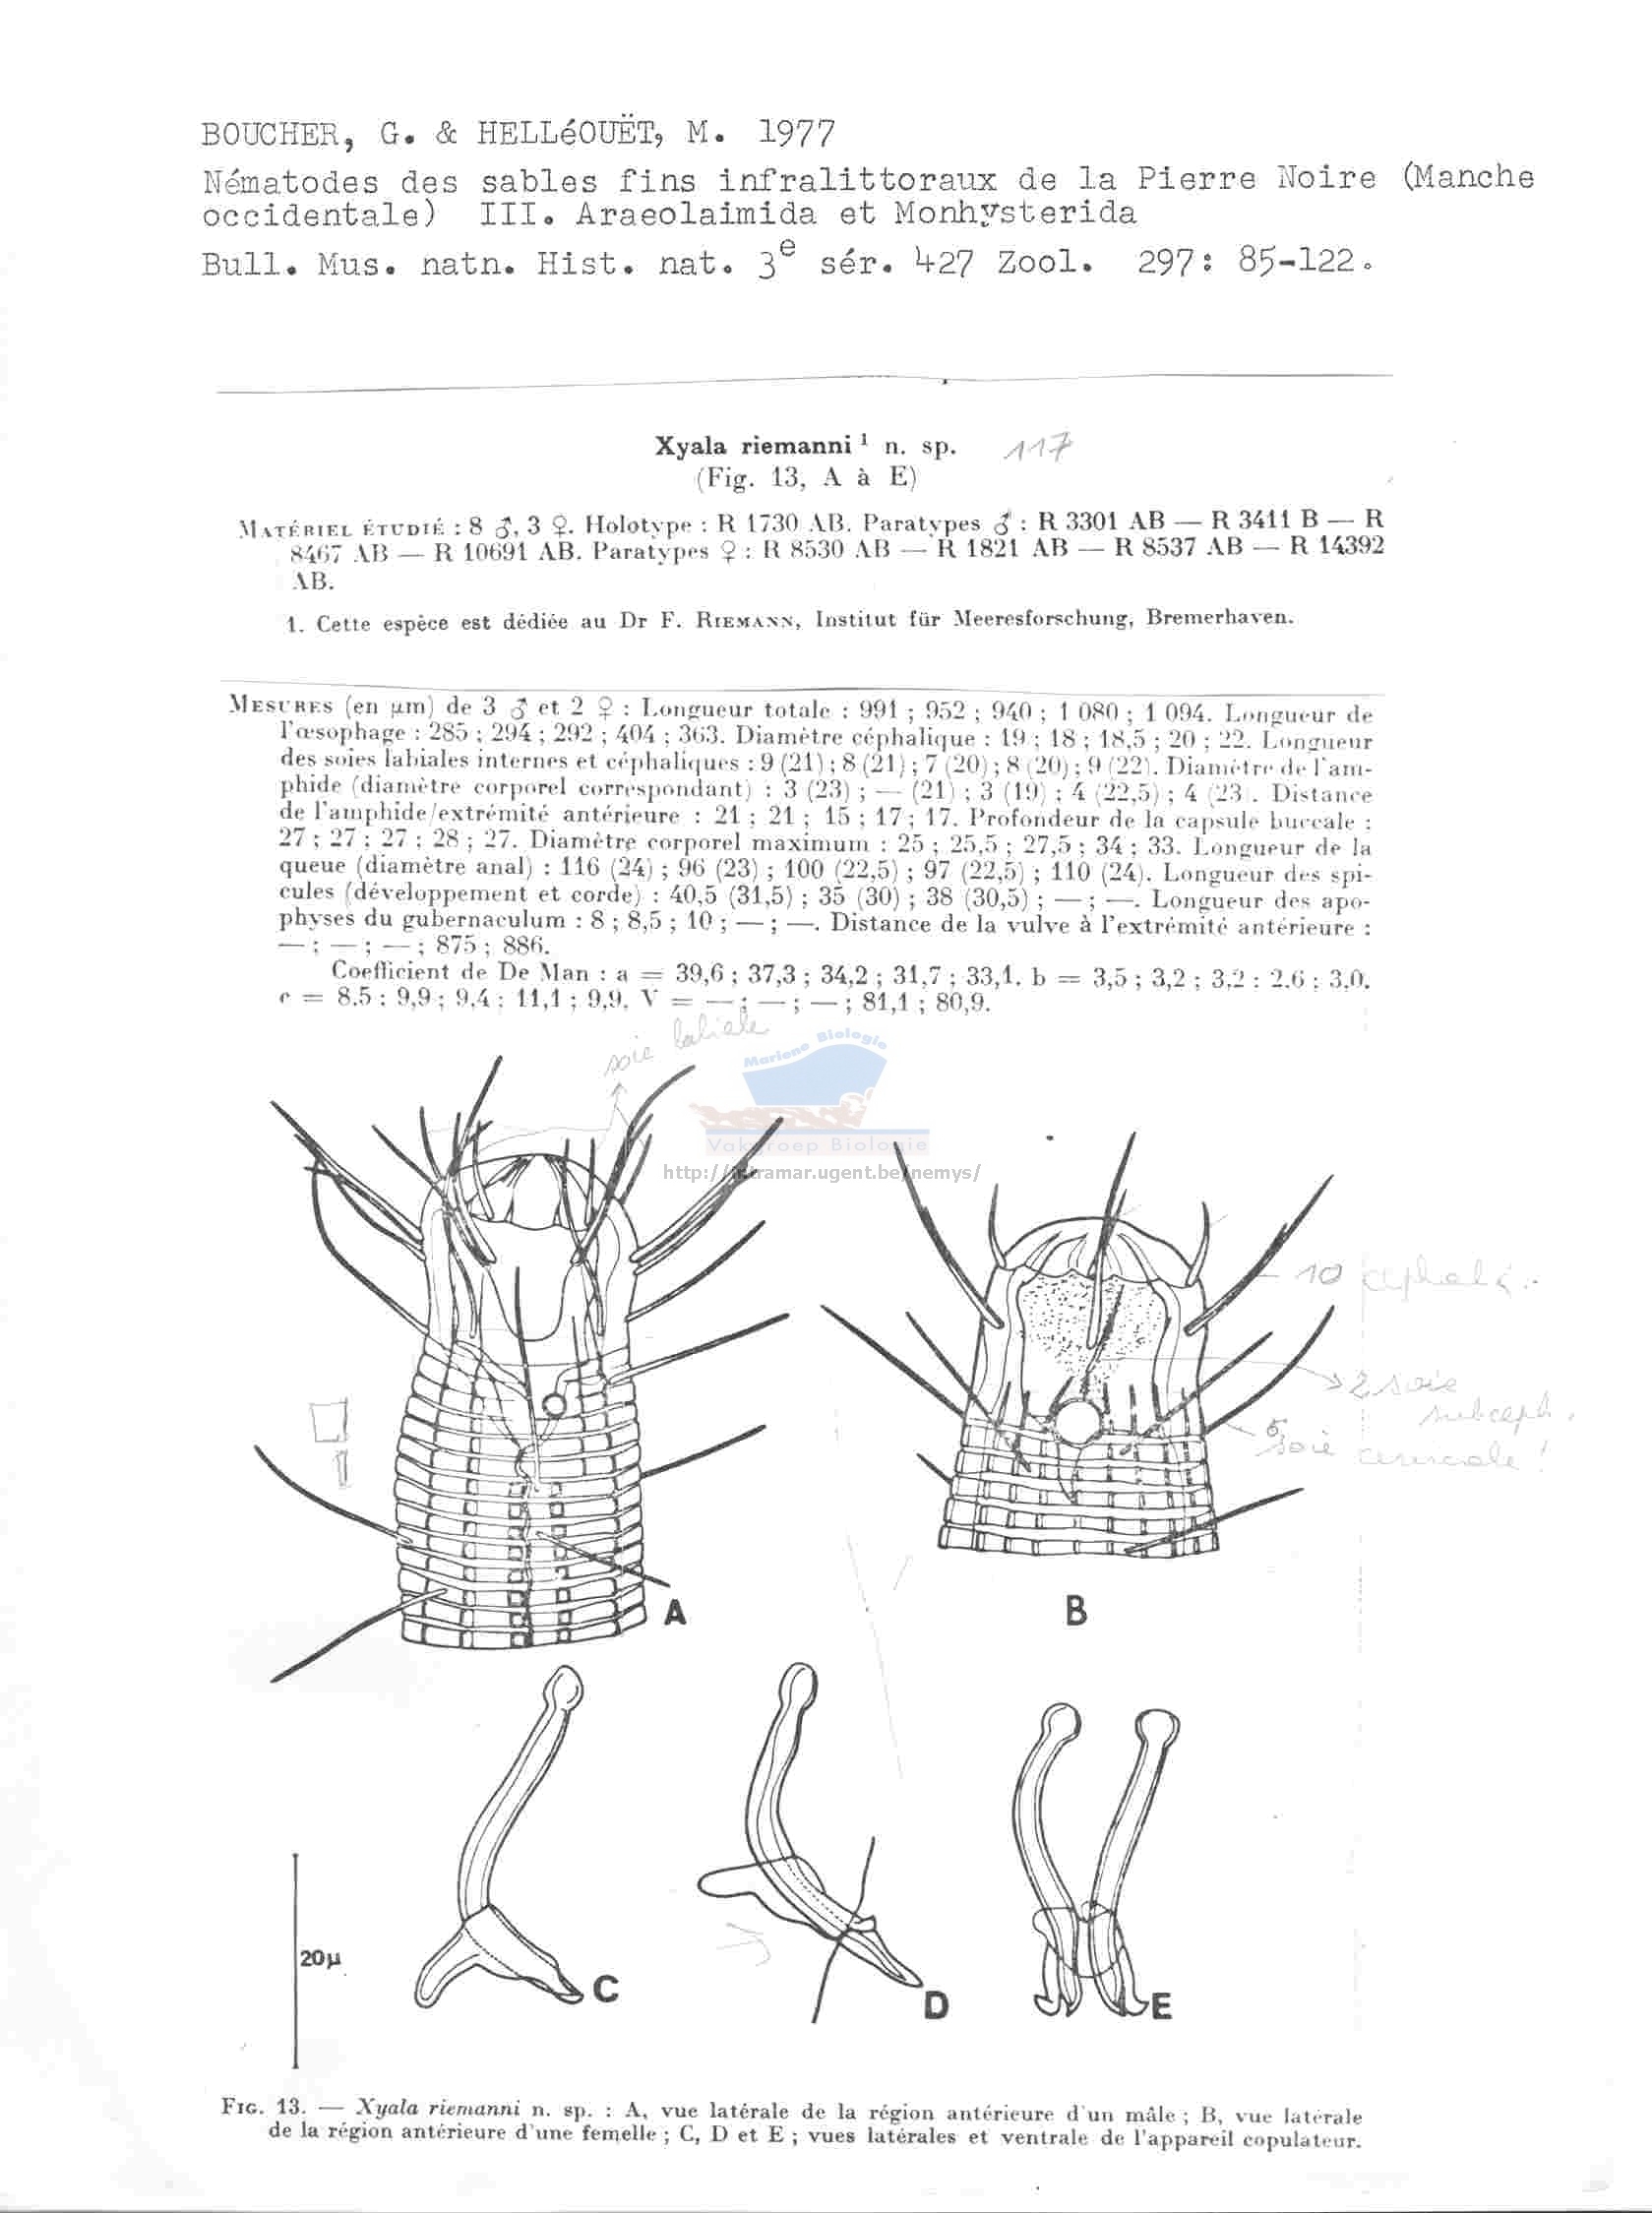 BOUCHER, G. & HELLéOUËT, M. 1977
Nématodes des sables fins infralittoraux de la Pierre Noire (Manche
occidentale) III. Araeolaimida et Monhysterida
Bull. Mus. natn. Hist. nat. 3e sér. 427 Zool. 297: 85-122.
Xyala riemanni 1 n. sp. 117
(Fig. 13, A à E)
MATÉRIEL ÉTUDIÉ : 8 ♂, 3 ♀. Holotype : R 1730 AB. Paratypes ♂ : R 3301 AB — R 3411 B — R
8467 AB — R 10691 AB. Paratypes ♀ : R 8530 AB — R 1821 AB — R 8537 AB — R 14392
AB.
1. Cette espèce est dédiée au Dr F. RIEMANN, Institut für Meeresforschung, Bremerhaven.
MESURES (en µm) de 3 ♂ et 2 ♀ : Longueur totale : 991 ; 952 ; 940 ; 1 080 ; 1 094. Longueur de
l'œsophage : 285 ; 294 ; 292 ; 404 ; 363. Diamètre céphalique : 19 ; 18 ; 18,5 ; 20 ; 22. Longueur
des soies labiales internes et céphaliques : 9 (21) ; 8 (21) ; 7 (20) ; 8 (20) ; 9 (22). Diamètre de l'am-
phide (diamètre corporel correspondant) : 3 (23) ; — (21) ; 3 (19) ; 4 (22,5) ; 4 (23). Distance
de l'amphide/extrémité antérieure : 21 ; 21 ; 15 ; 17 ; 17. Profondeur de la capsule buccale :
27 ; 27 ; 27 ; 28 ; 27. Diamètre corporel maximum : 25 ; 25,5 ; 27,5 ; 34 ; 33. Longueur de la
queue (diamètre anal) : 116 (24) ; 96 (23) ; 100 (22,5) ; 97 (22,5) ; 110 (24). Longueur des spi-
cules (développement et corde) : 40,5 (31,5) ; 35 (30) ; 38 (30,5) ; — ; —. Longueur des apo-
physes du gubernaculum : 8 ; 8,5 ; 10 ; — ; —. Distance de la vulve à l'extrémité antérieure :
— ; — ; — ; 875 ; 886.
Coefficient de De Man : a = 39,6 ; 37,3 ; 34,2 ; 31,7 ; 33,1. b = 3,5 ; 3,2 ; 3,2 ; 2,6 ; 3,0.
c = 8,5 ; 9,9 ; 9,4 ; 11,1 ; 9,9. V = — ; — ; — ; 81,1 ; 80,9.
soie labiale
Mariene Biologie
Vakgroep Biologie
http://intramar.ugent.be/nemys/
10 cephal
2 soie
subceph.
5
soie cervicale !
A
B
20µ
C
D
E
FIG. 13. — Xyala riemanni n. sp. : A, vue latérale de la région antérieure d'un mâle ; B, vue latérale
de la région antérieure d'une femelle ; C, D et E ; vues latérales et ventrale de l'appareil copulateur.